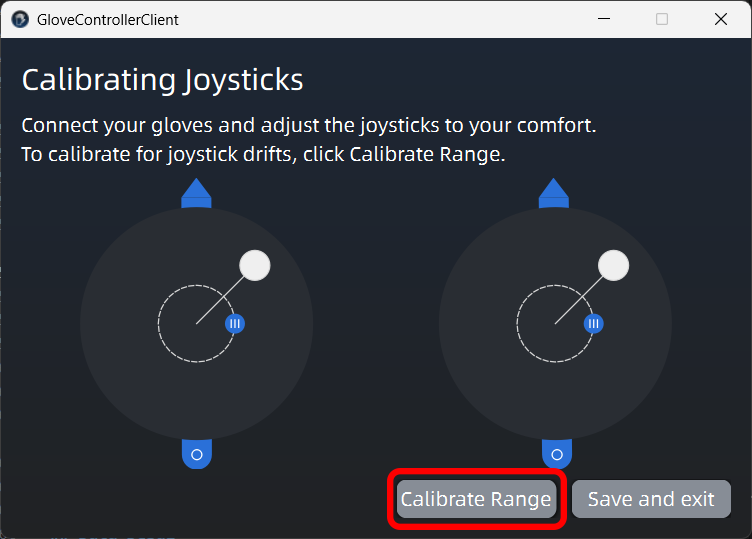 GloveControllerClient
Calibrating Joysticks
Connect your gloves and adjust the joysticks to your comfort.
To calibrate for joystick drifts, click Calibrate Range.
Calibrate Range
Save and exit